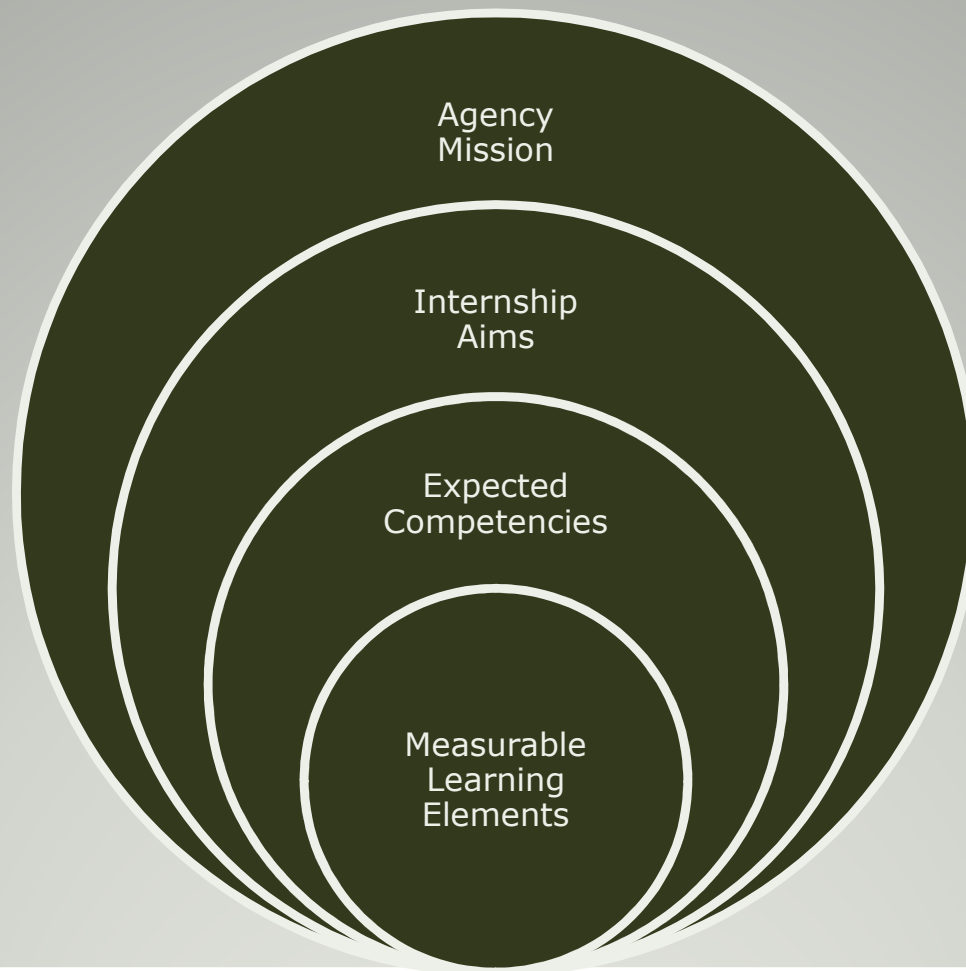 Agency
Mission
Internship
Aims
Expected
Competencies
Measurable
Learning
Elements